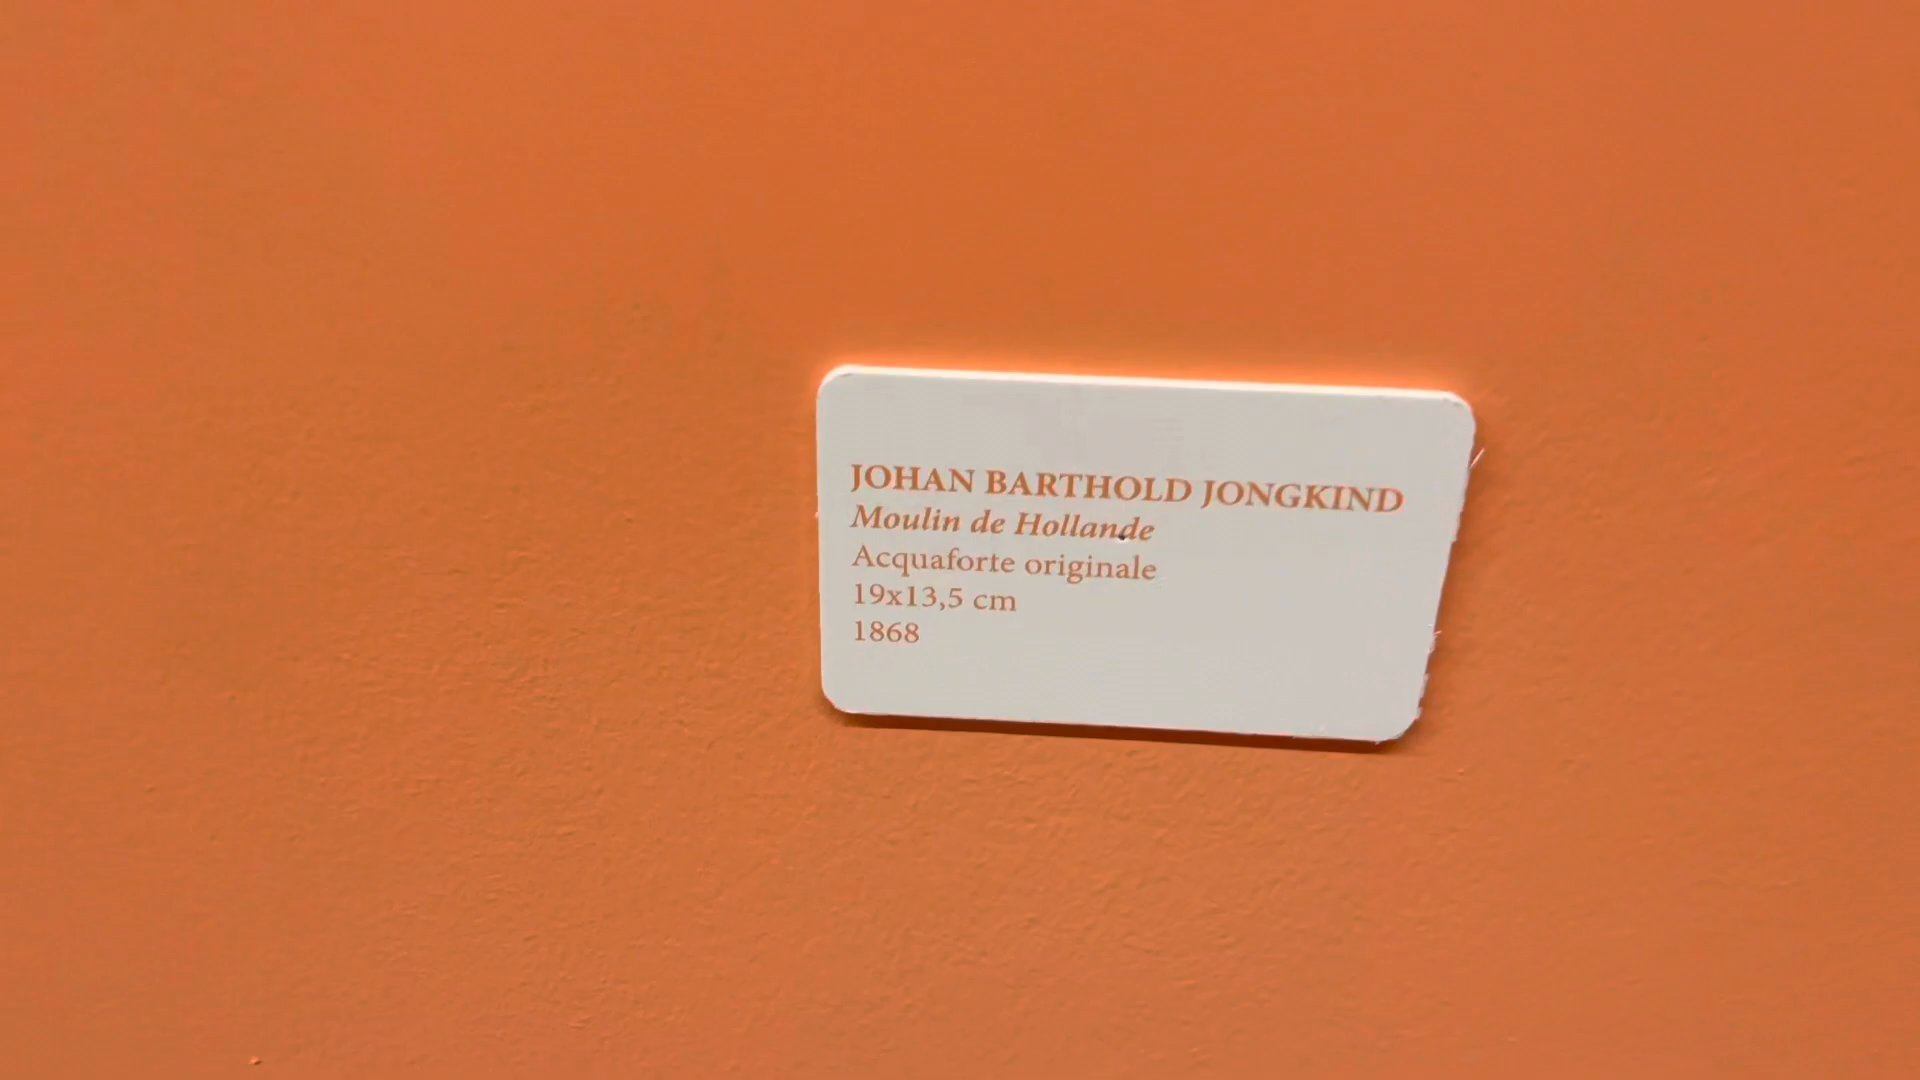 JOHAN BARTHOLD JONGKIND
Moulin de Hollande
Acquaforte originale
19x13,5 cm
1868